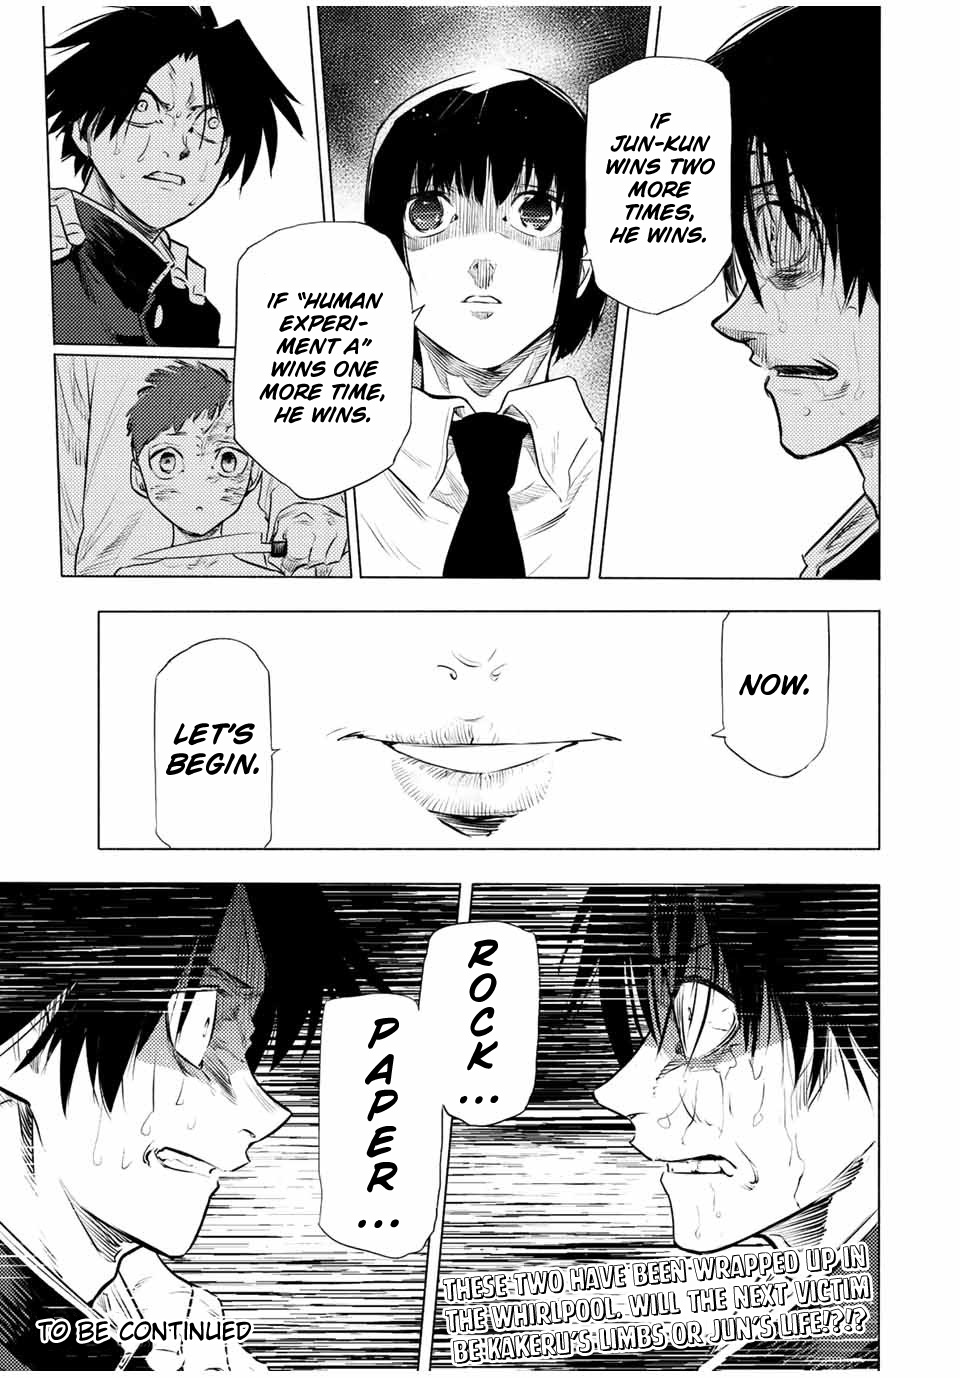 IF
JUN-KUN
WINS TWO
MORE
TIMES,
HE WINS.
IF "HUMAN
EXPERI-
MENT A"
WINS ONE
MORE TIME,
HE WINS.
NOW.
LET'S
BEGIN.
ROCK...
PAPER...
THESE TWO HAVE BEEN WRAPPED UP IN
THE WHIRLPOOL. WILL THE NEXT VICTIM
BE KAKERU'S LIMBS OR JUN'S LIFE!?!?
TO BE CONTINUED